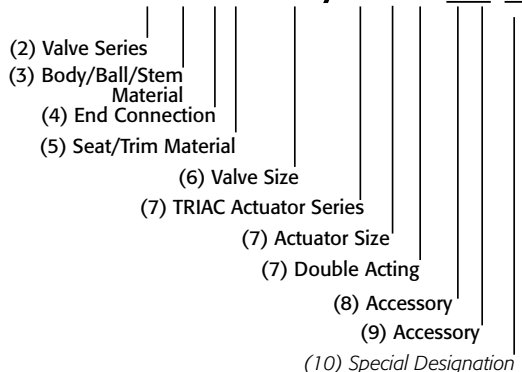 (2) Valve Series
(3) Body/Ball/Stem
Material
(4) End Connection
(5) Seat/Trim Material
(6) Valve Size
(7) TRIAC Actuator Series
(7) Actuator Size
(7) Double Acting
(8) Accessory
(9) Accessory
(10) Special Designation